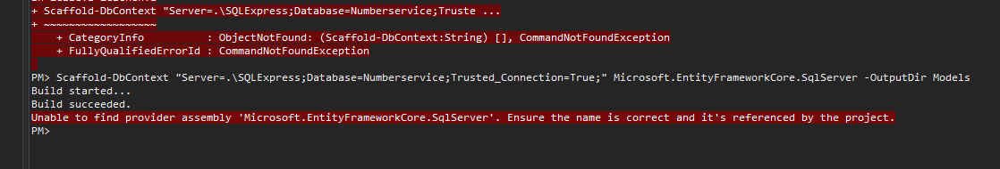 + Scaffold-DbContext "Server=.\SQLExpress;Database=Numberservice;Truste ...
+ ~~~~~~~~~~~~~~~~~~
+ CategoryInfo : ObjectNotFound: (Scaffold-DbContext:String) [], CommandNotFoundException
+ FullyQualifiedErrorId : CommandNotFoundException
PM> Scaffold-DbContext "Server=.\SQLExpress;Database=Numberservice;Trusted_Connection=True;" Microsoft.EntityFrameworkCore.SqlServer -OutputDir Models
Build started...
Build succeeded.
Unable to find provider assembly 'Microsoft.EntityFrameworkCore.SqlServer'. Ensure the name is correct and it's referenced by the project.
PM>